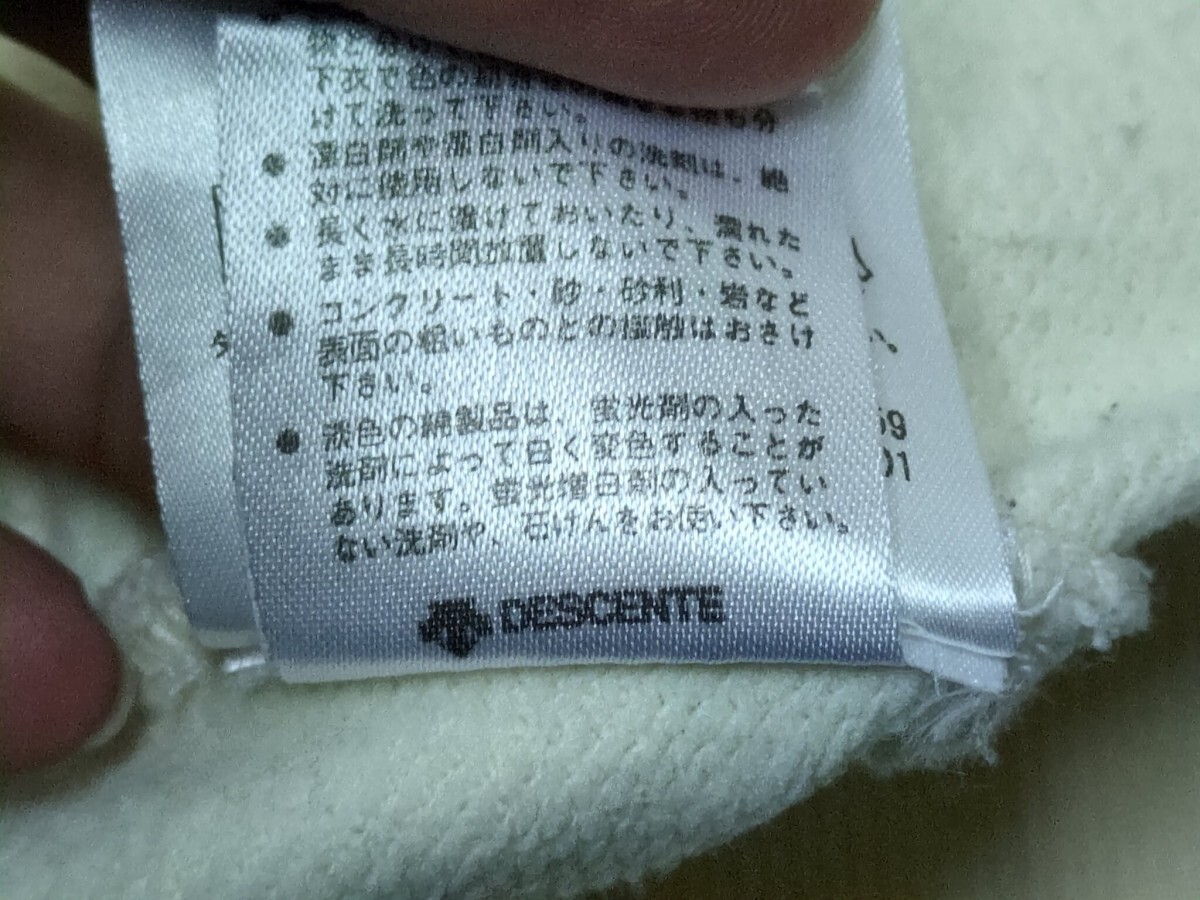 下衣で色の
けて洗って下さい。
● 漂白剤や漂白剤入りの洗剤は、絶
対に使用しないで下さい。
● 長く水に漬けておいたり、濡れた
まま長時間放置しないで下さい。
● コンクリート・砂・砂利・岩など
表面の粗いものとの接触はおさけ
下さい。
● 淡色の綿製品は、蛍光剤の入った
洗剤によって白く変色することが
あります。蛍光増白剤の入ってい
ない洗剤や、石けんをお使い下さい。
DESCENTE